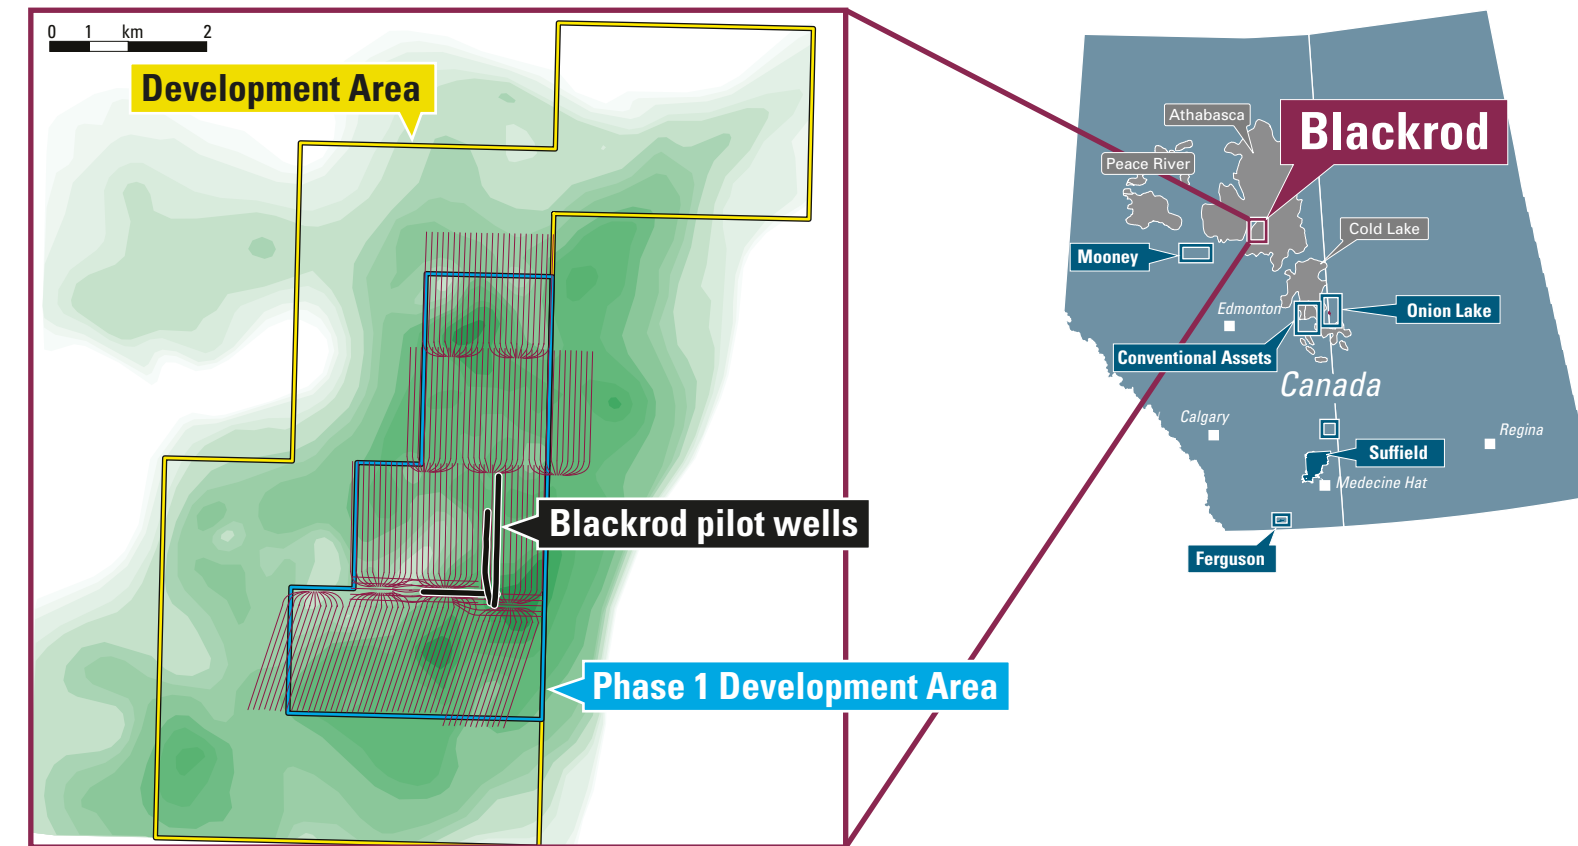 0 1 km 2
Development Area
Blackrod pilot wells
Phase 1 Development Area
Athabasca
Blackrod
Peace River
Cold Lake
Mooney
Edmonton
Onion Lake
Conventional Assets
Canada
Calgary
Regina
Suffield
Medecine Hat
Ferguson